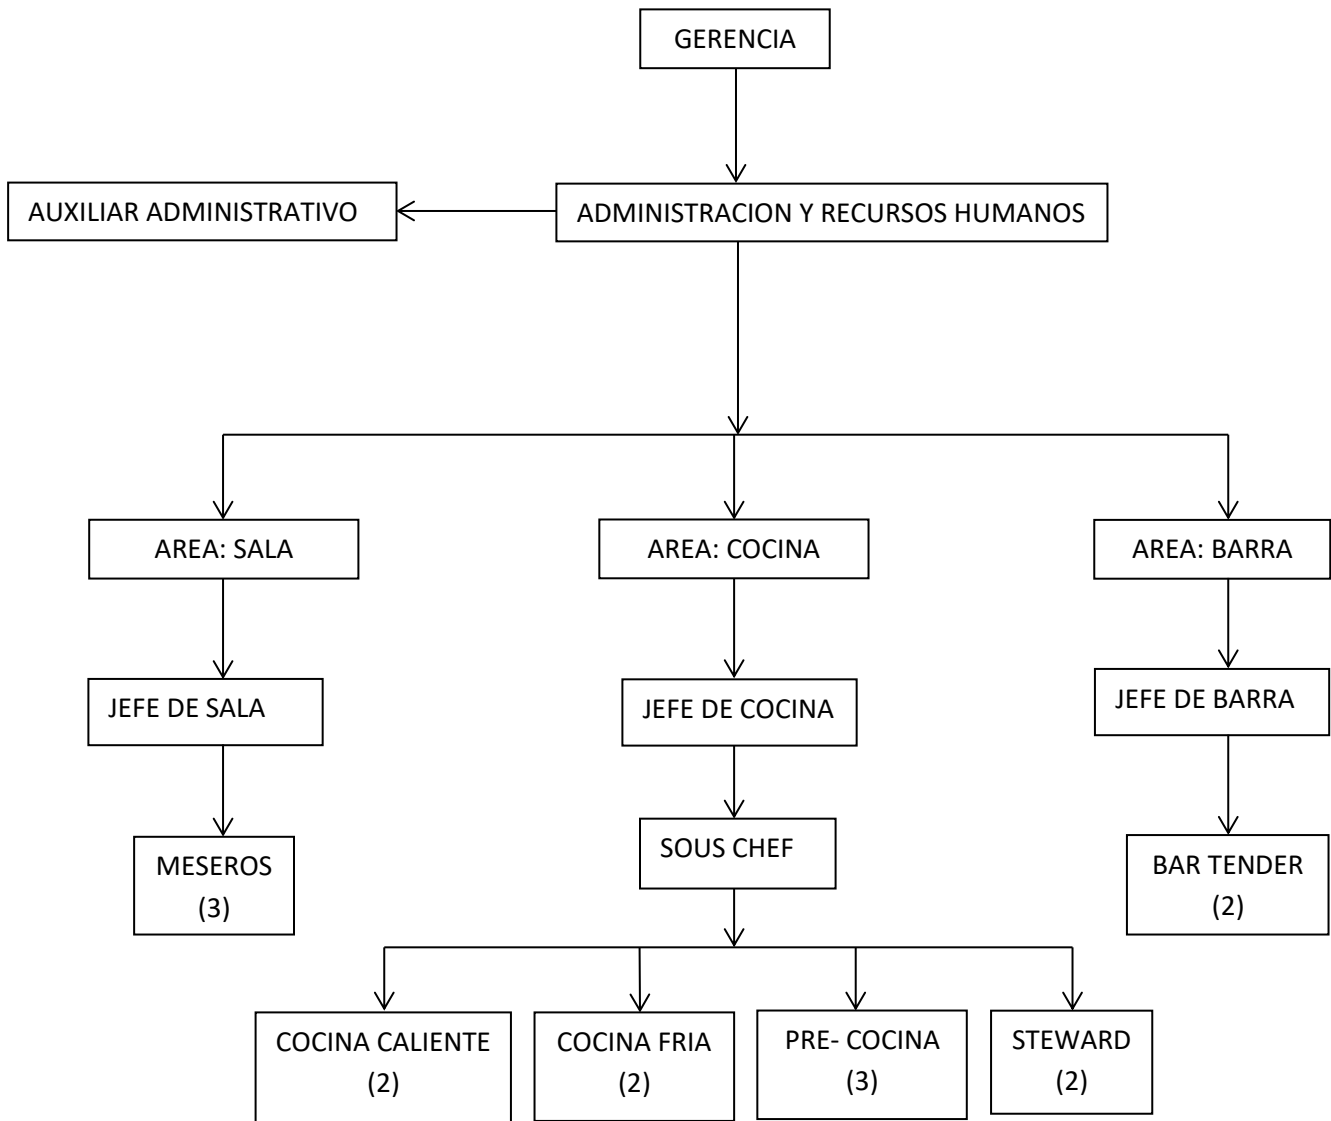 GERENCIA
AUXILIAR ADMINISTRATIVO
ADMINISTRACION Y RECURSOS HUMANOS
AREA: SALA
AREA: COCINA
AREA: BARRA
JEFE DE SALA
JEFE DE COCINA
JEFE DE BARRA
MESEROS
(3)
SOUS CHEF
BAR TENDER
(2)
COCINA CALIENTE
(2)
COCINA FRIA
(2)
PRE- COCINA
(3)
STEWARD
(2)